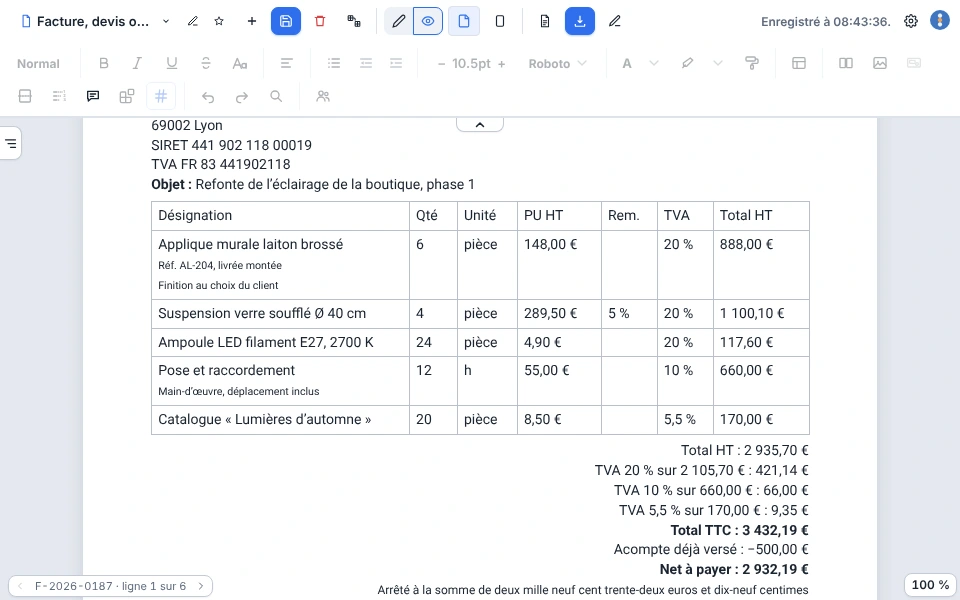 Facture, devis o...
Enregistré à 08:43:36.
Normal
B I U S Aa
− 10.5pt +
Roboto
A
#
69002 Lyon
SIRET 441 902 118 00019
TVA FR 83 441902118
Objet : Refonte de l’éclairage de la boutique, phase 1
Désignation Qté Unité PU HT Rem. TVA Total HT
Applique murale laiton brossé 6 pièce 148,00 € 20 % 888,00 €
Réf. AL-204, livrée montée
Finition au choix du client
Suspension verre soufflé Ø 40 cm 4 pièce 289,50 € 5 % 20 % 1 100,10 €
Ampoule LED filament E27, 2700 K 24 pièce 4,90 € 20 % 117,60 €
Pose et raccordement 12 h 55,00 € 10 % 660,00 €
Main-d’œuvre, déplacement inclus
Catalogue « Lumières d’automne » 20 pièce 8,50 € 5,5 % 170,00 €
Total HT : 2 935,70 €
TVA 20 % sur 2 105,70 € : 421,14 €
TVA 10 % sur 660,00 € : 66,00 €
TVA 5,5 % sur 170,00 € : 9,35 €
Total TTC : 3 432,19 €
Acompte déjà versé : −500,00 €
Net à payer : 2 932,19 €
Arrêté à la somme de deux mille neuf cent trente-deux euros et dix-neuf centimes
F-2026-0187 · ligne 1 sur 6
100 %